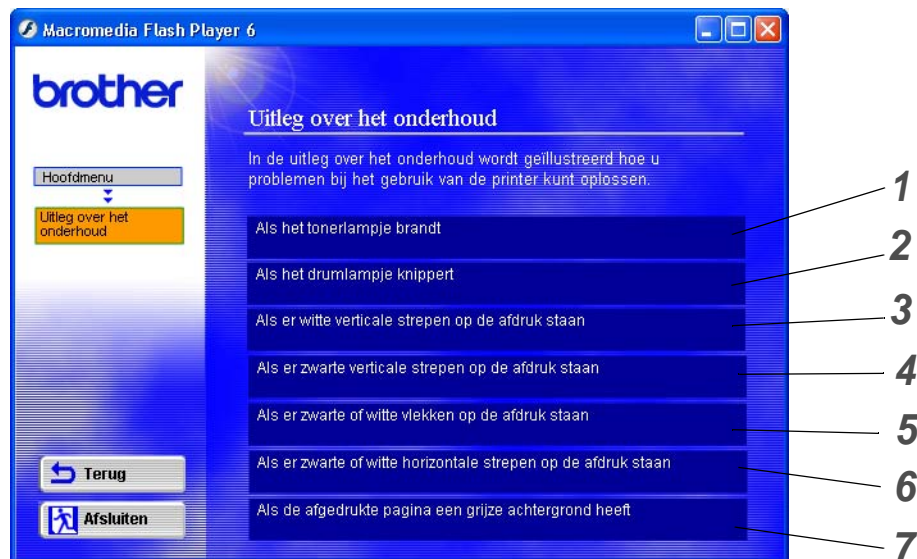 Macromedia Flash Player 6
brother
Uitleg over het onderhoud
In de uitleg over het onderhoud wordt geïllustreerd hoe u
problemen bij het gebruik van de printer kunt oplossen.
Hoofdmenu
Uitleg over het
onderhoud
Als het tonerlampje brandt
1
Als het drumlampje knippert
2
Als er witte verticale strepen op de afdruk staan
3
Als er zwarte verticale strepen op de afdruk staan
4
Als er zwarte of witte vlekken op de afdruk staan
5
Als er zwarte of witte horizontale strepen op de afdruk staan
6
Als de afgedrukte pagina een grijze achtergrond heeft
7
Terug
Afsluiten